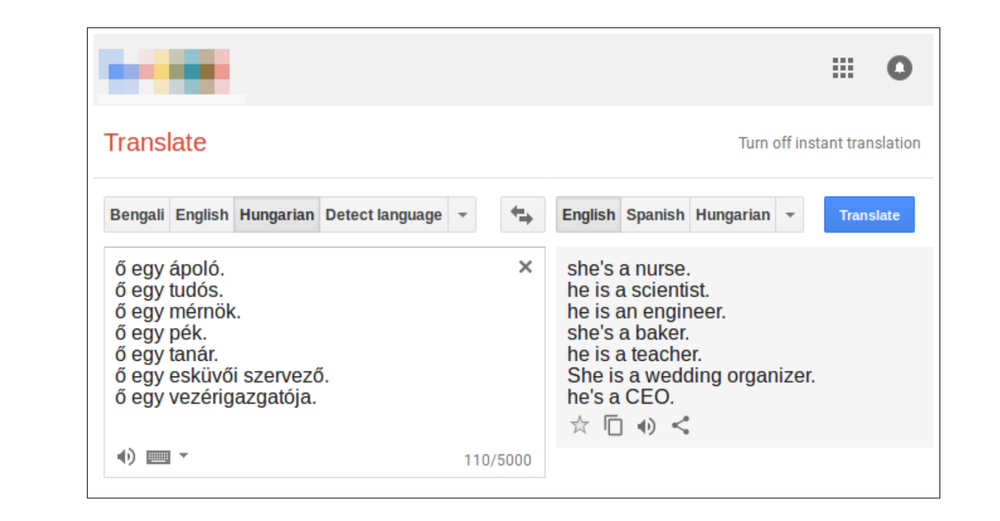 Translate
Turn off instant translation
Bengali English Hungarian Detect language
English Spanish Hungarian
Translate
ő egy ápoló.
ő egy tudós.
ő egy mérnök.
ő egy pék.
ő egy tanár.
ő egy esküvői szervező.
ő egy vezérigazgatója.
110/5000
she's a nurse.
he is a scientist.
he is an engineer.
she's a baker.
he is a teacher.
She is a wedding organizer.
he's a CEO.